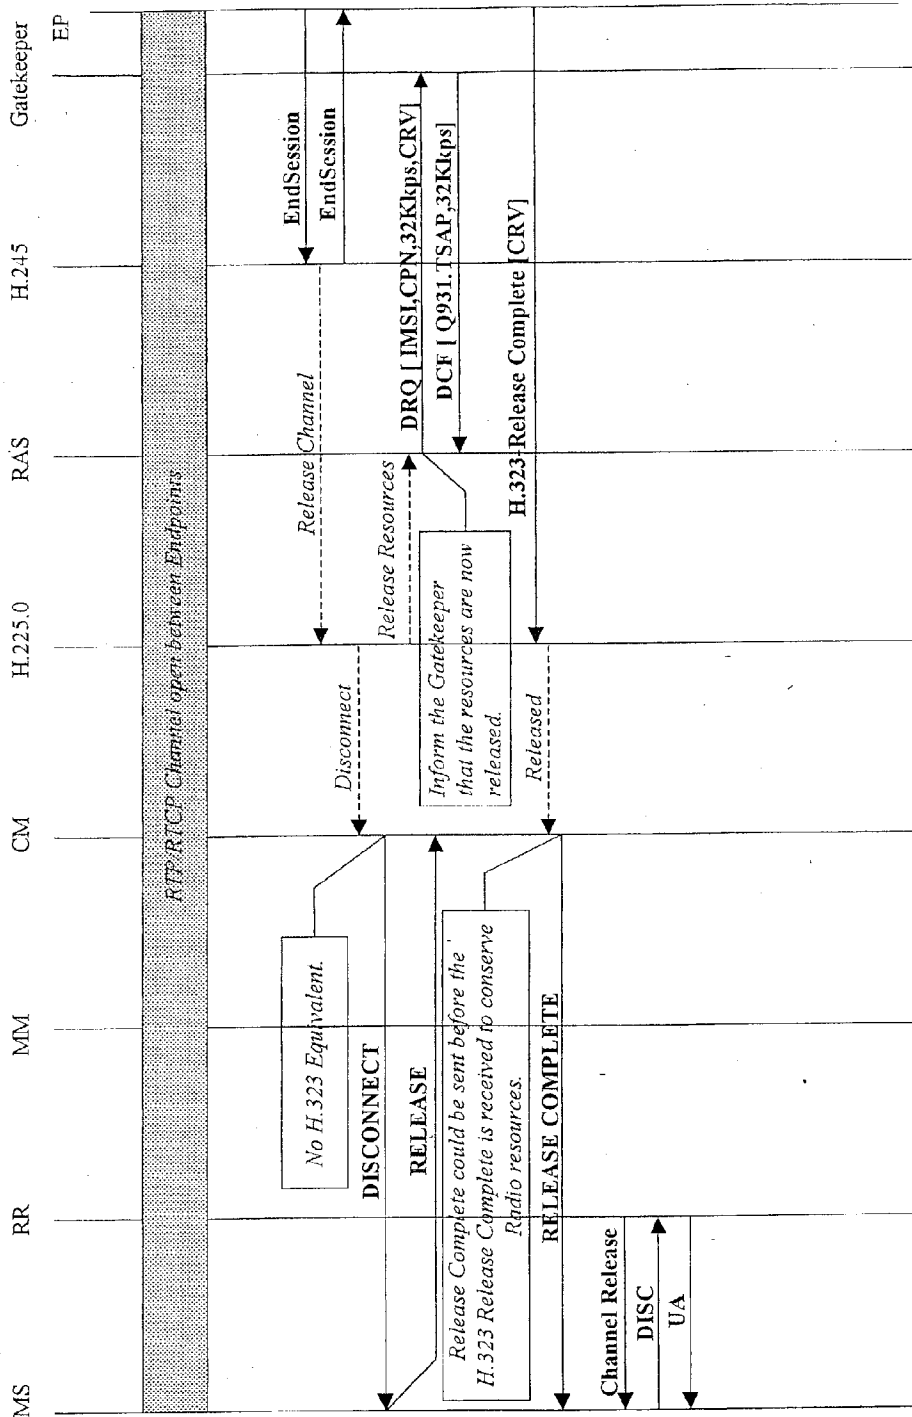 MS RR MM CM H.225.0 RAS H.245 Gatekeeper
EP
RTP/RTCP Channel open between Endpoints
EndSession
Release Channel
EndSession
No H.323 Equivalent.
Disconnect
DISCONNECT
Release Resources
DRQ [ IMSI,CPN,32Kkps,CRV]
RELEASE
DCF [ Q931.TSAP,32Kkps]
Inform the Gatekeeper
that the resources are now
released.
Release Complete could be sent before the
H.323 Release Complete is received to conserve
Radio resources.
H.323-Release Complete [CRV]
Released
RELEASE COMPLETE
Channel Release
DISC
UA